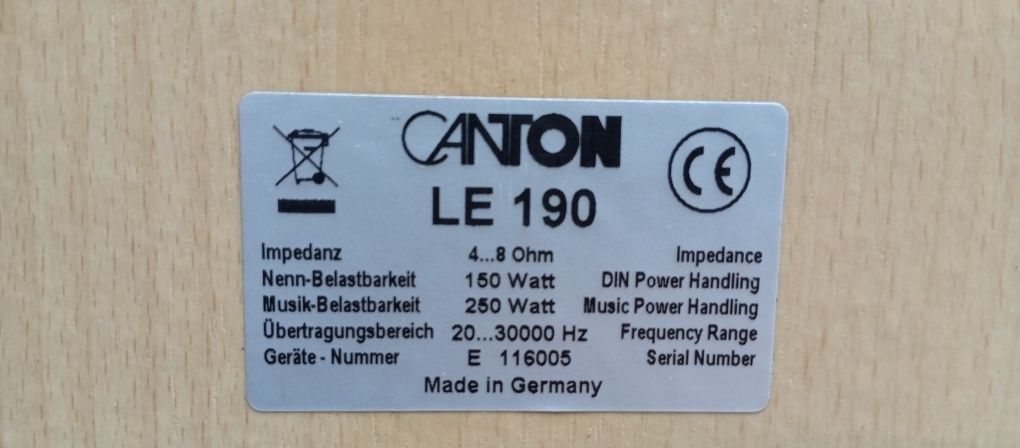 CANTON
CE
LE 190
Impedanz 4...8 Ohm Impedance
Nenn-Belastbarkeit 150 Watt DIN Power Handling
Musik-Belastbarkeit 250 Watt Music Power Handling
Übertragungsbereich 20...30000 Hz Frequency Range
Geräte - Nummer E 116005 Serial Number
Made in Germany